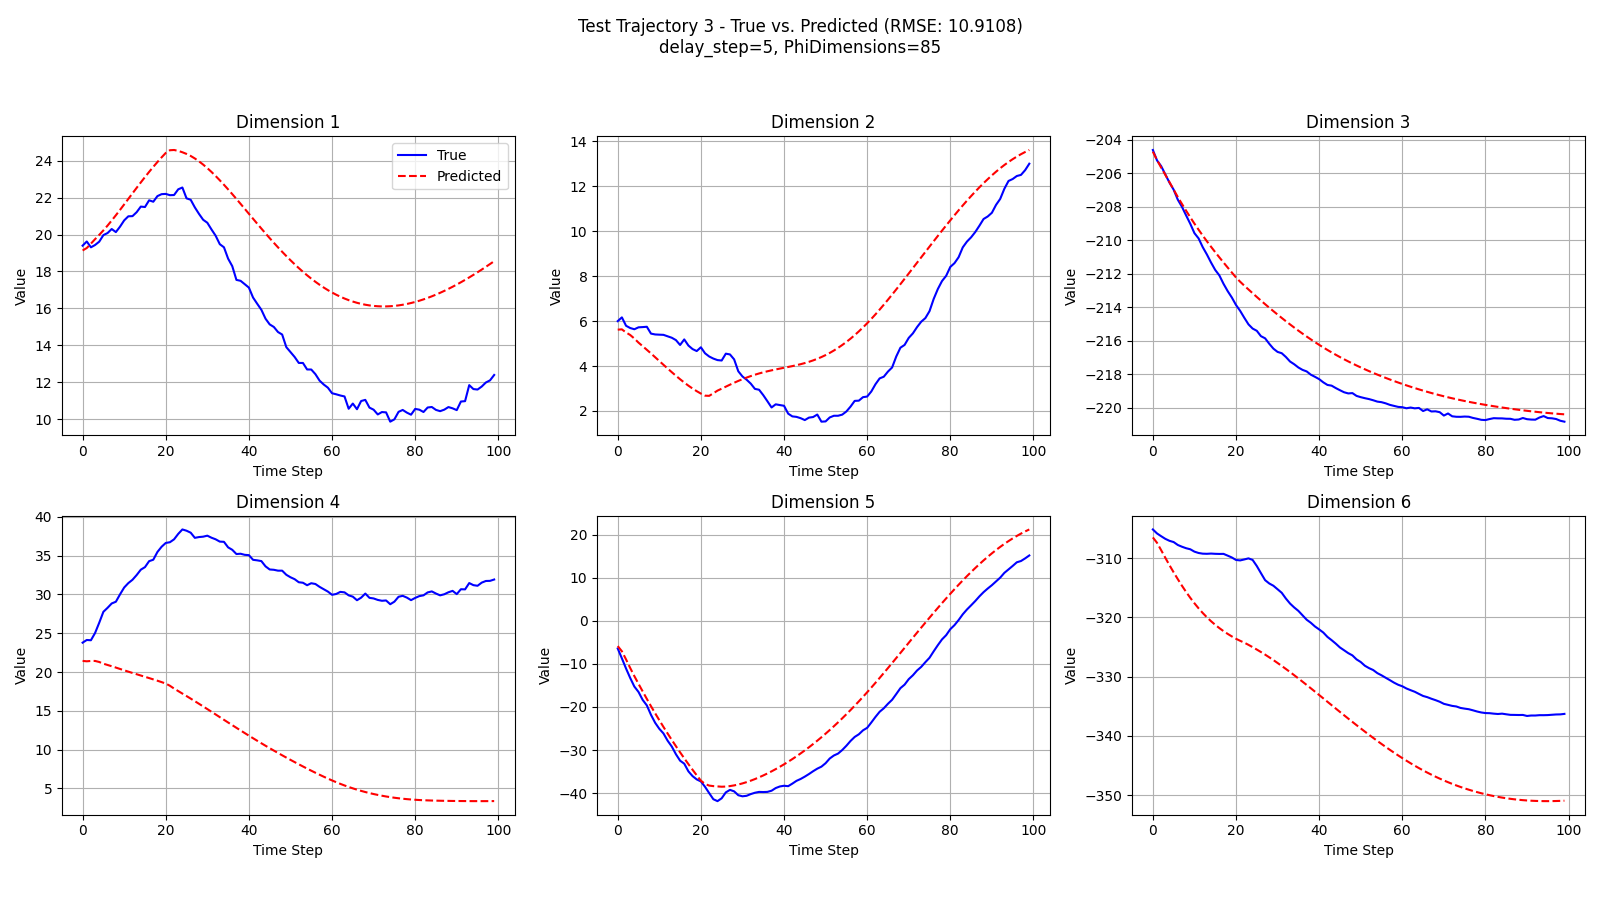 Test Trajectory 3 - True vs. Predicted (RMSE: 10.9108)
delay_step=5, PhiDimensions=85
Dimension 1
True
Predicted
24
22
20
18
16
14
12
10
Value
0 20 40 60 80 100
Time Step
Dimension 2
14
12
10
8
6
4
2
Value
0 20 40 60 80 100
Time Step
Dimension 3
−204
−206
−208
−210
−212
−214
−216
−218
−220
Value
0 20 40 60 80 100
Time Step
Dimension 4
40
35
30
25
20
15
10
5
Value
0 20 40 60 80 100
Time Step
Dimension 5
20
10
0
−10
−20
−30
−40
Value
0 20 40 60 80 100
Time Step
Dimension 6
−310
−320
−330
−340
−350
Value
0 20 40 60 80 100
Time Step